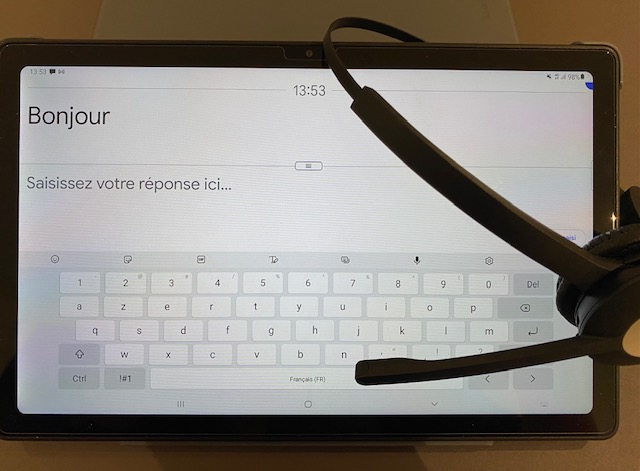 13:53
98%
13:53
Bonjour
Saisissez votre réponse ici...
1 2 3 4 5 6 7 8 9 0 Del
a z e r t y u i o p
q s d f g h j k l m
w x c v b n ' ! ?
Ctrl !#1 Français (FR) < >